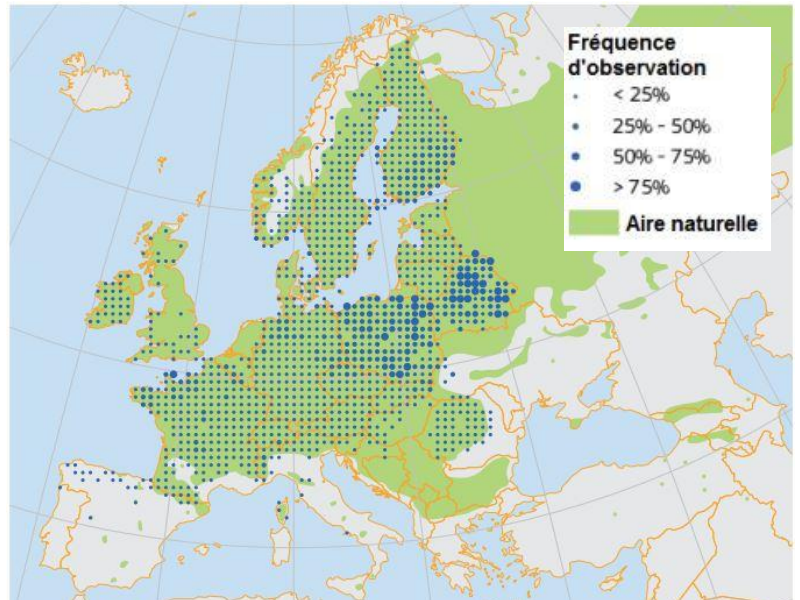 Fréquence
d'observation
< 25%
25% - 50%
50% - 75%
> 75%
Aire naturelle